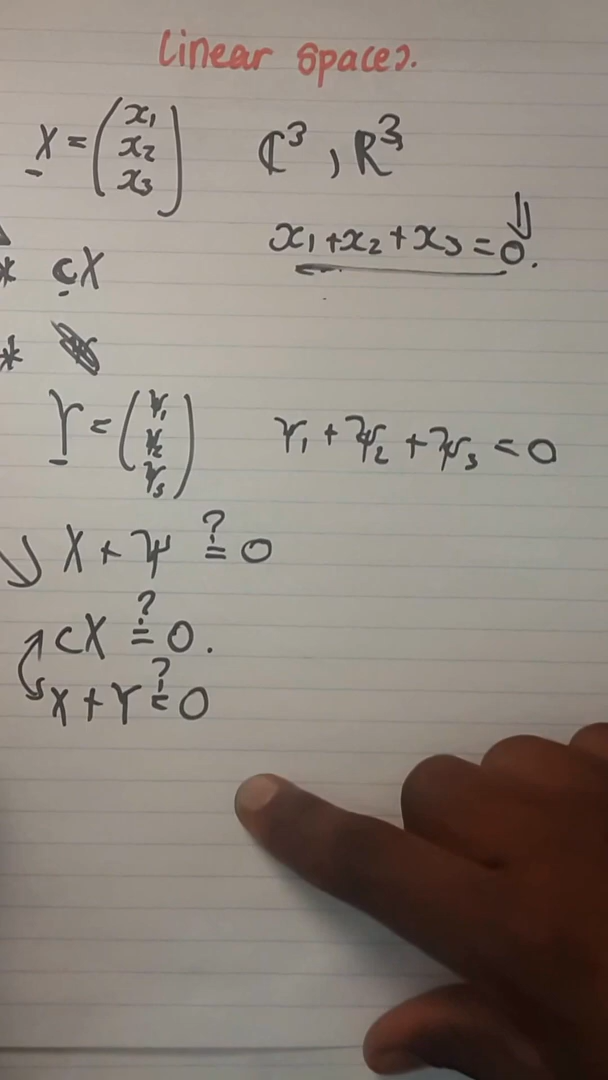 Linear Spaces.
X = (x₁ x₂ x₃) ℂ³, ℝ³
x₁ + x₂ + x₃ = 0.
* cX
*
Y = (y₁ y₂ y₃) y₁ + y₂ + y₃ = 0
X + y ≟ 0
cX ≟ 0.
X + Y ≟ 0